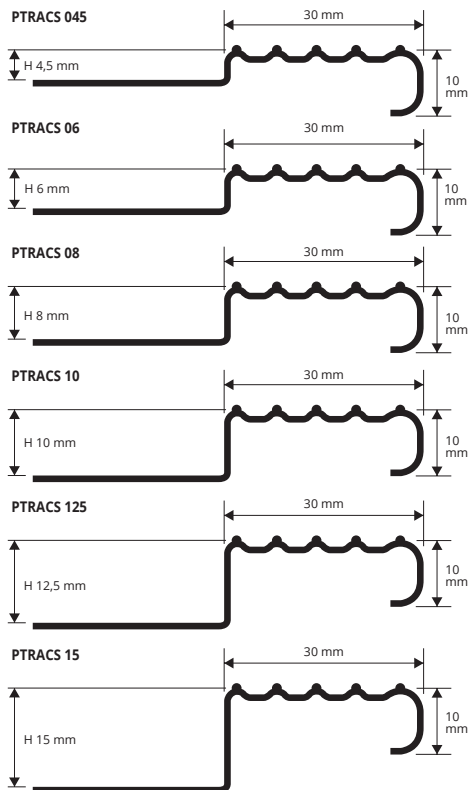 PTRACS 045
30 mm
H 4,5 mm
10
mm
PTRACS 06
30 mm
H 6 mm
10
mm
PTRACS 08
30 mm
H 8 mm
10
mm
PTRACS 10
30 mm
H 10 mm
10
mm
PTRACS 125
30 mm
H 12,5 mm
10
mm
PTRACS 15
30 mm
H 15 mm
10
mm